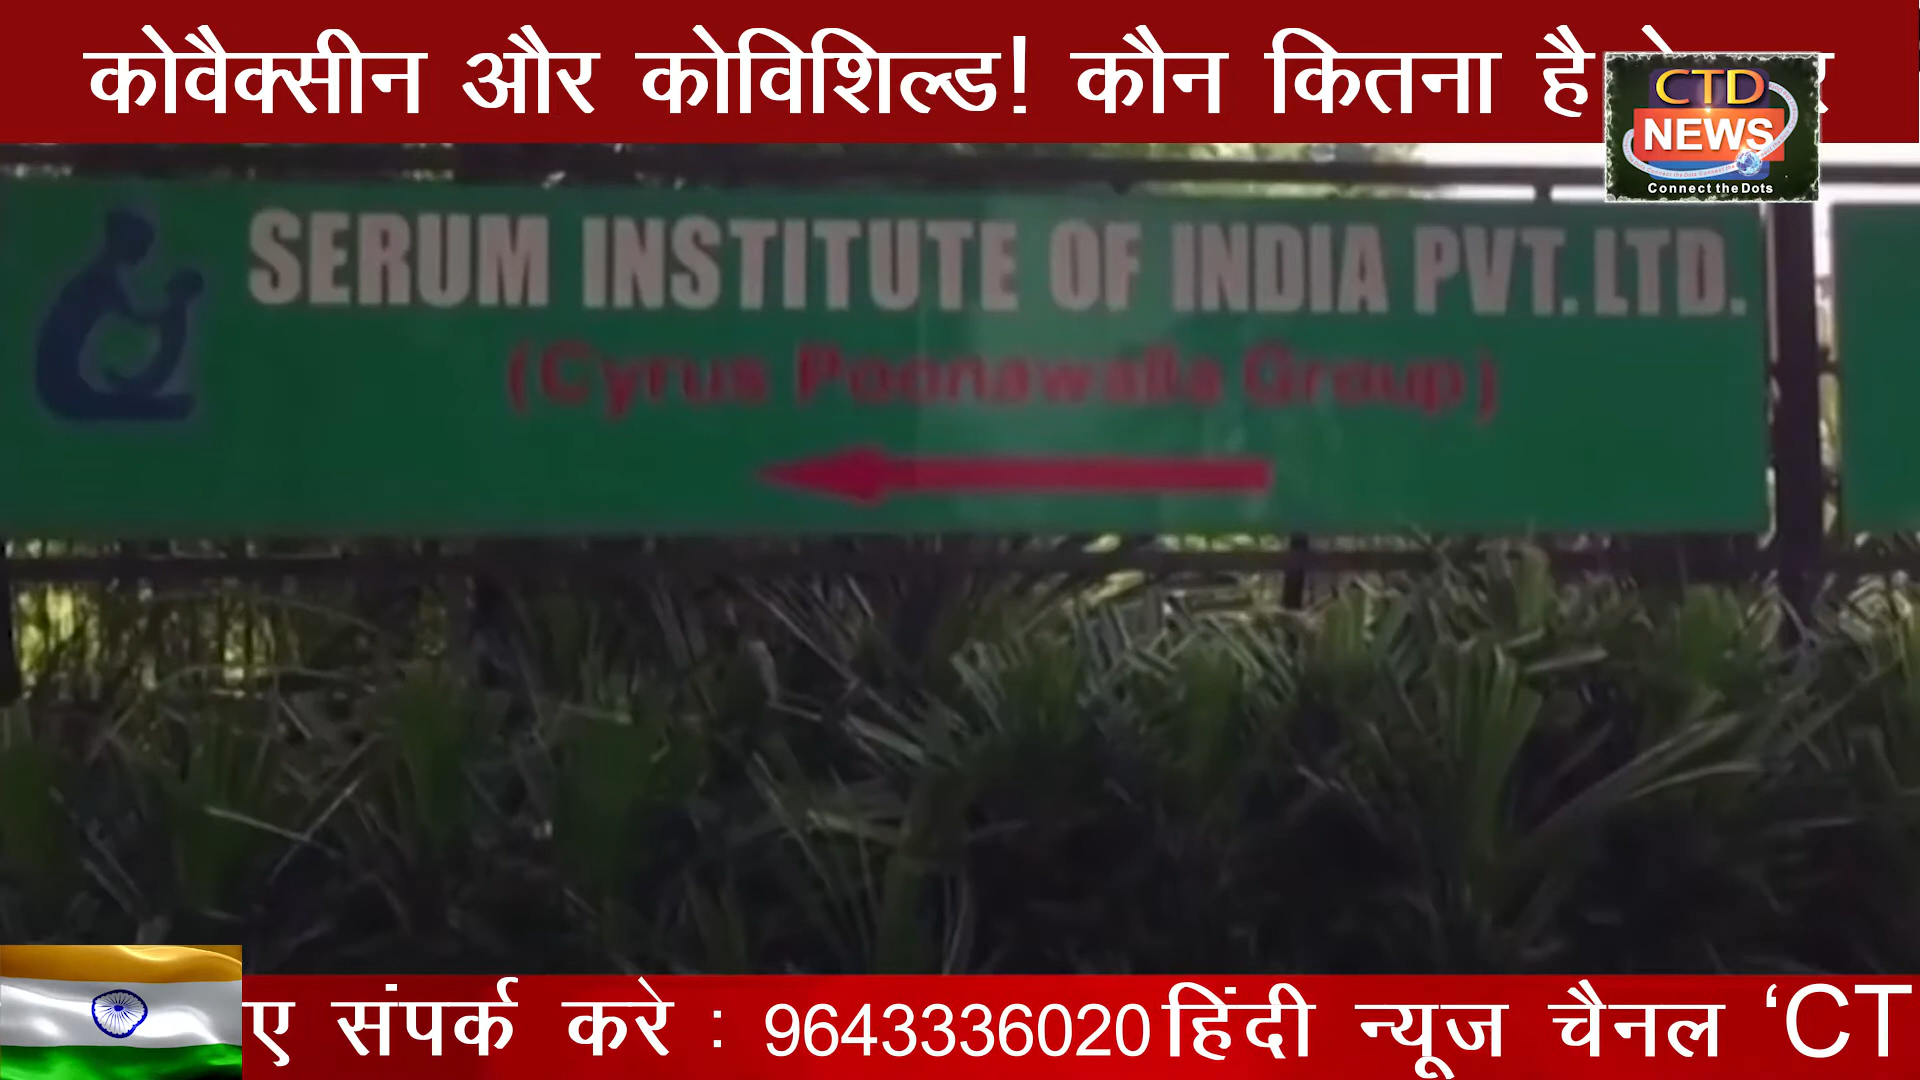 कोवैक्सीन और कोविशिल्ड! कौन कितना है
CTD
NEWS
Connect the Dots
SERUM INSTITUTE OF INDIA PVT. LTD.
(Cyrus Poonawalla Group)
ए संपर्क करे : 9643336020 हिंदी न्यूज चैनल ‘CT